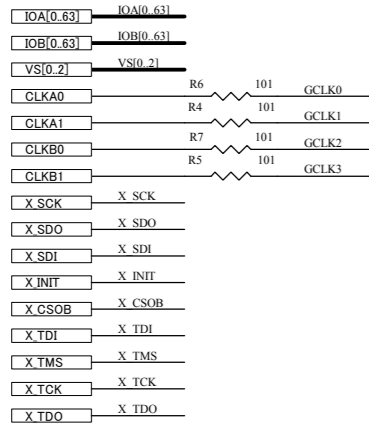 IOA[0..63] IOA[0..63]
IOB[0..63] IOB[0..63]
VS[0..2] VS[0..2]
CLKA0 R6 101 GCLK0
CLKA1 R4 101 GCLK1
CLKB0 R7 101 GCLK2
CLKB1 R5 101 GCLK3
X_SCK X_SCK
X_SDO X_SDO
X_SDI X_SDI
X_INIT X_INIT
X_CSOB X_CSOB
X_TDI X_TDI
X_TMS X_TMS
X_TCK X_TCK
X_TDO X_TDO